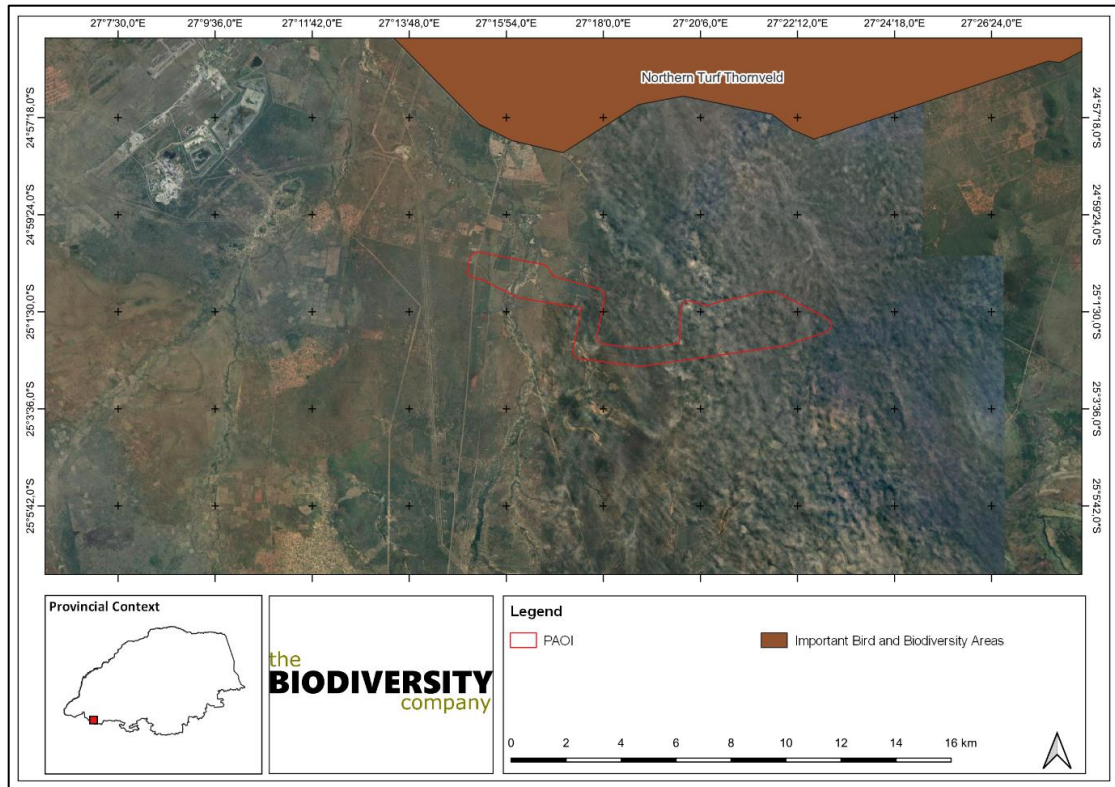 27°7'30,0"E 27°9'36,0"E 27°11'42,0"E 27°13'48,0"E 27°15'54,0"E 27°18'0,0"E 27°20'6,0"E 27°22'12,0"E 27°24'18,0"E 27°26'24,0"E
Northern Turf Thornveld
24°57'18,0"S
24°59'24,0"S
25°1'30,0"S
25°3'36,0"S
25°5'42,0"S
24°57'18,0"S
24°59'24,0"S
25°1'30,0"S
25°3'36,0"S
25°5'42,0"S
Provincial Context
the
BIODIVERSITY
company
Legend
PAOI
Important Bird and Biodiversity Areas
0 2 4 6 8 10 12 14 16 km